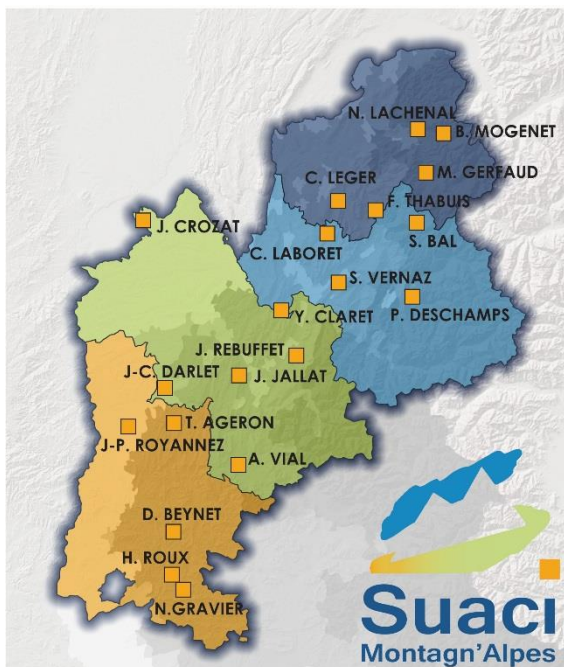 N. LACHENAL
B. MOGENET
M. GERFAUD
C. LEGER
F. THABUIS
J. CROZAT
S. BAL
C. LABORET
S. VERNAZ
P. DESCHAMPS
Y. CLARET
J. REBUFFET
J-C. DARLET
J. JALLAT
T. AGERON
J-P. ROYANNEZ
A. VIAL
D. BEYNET
H. ROUX
N.GRAVIER
Suaci
Montagn'Alpes